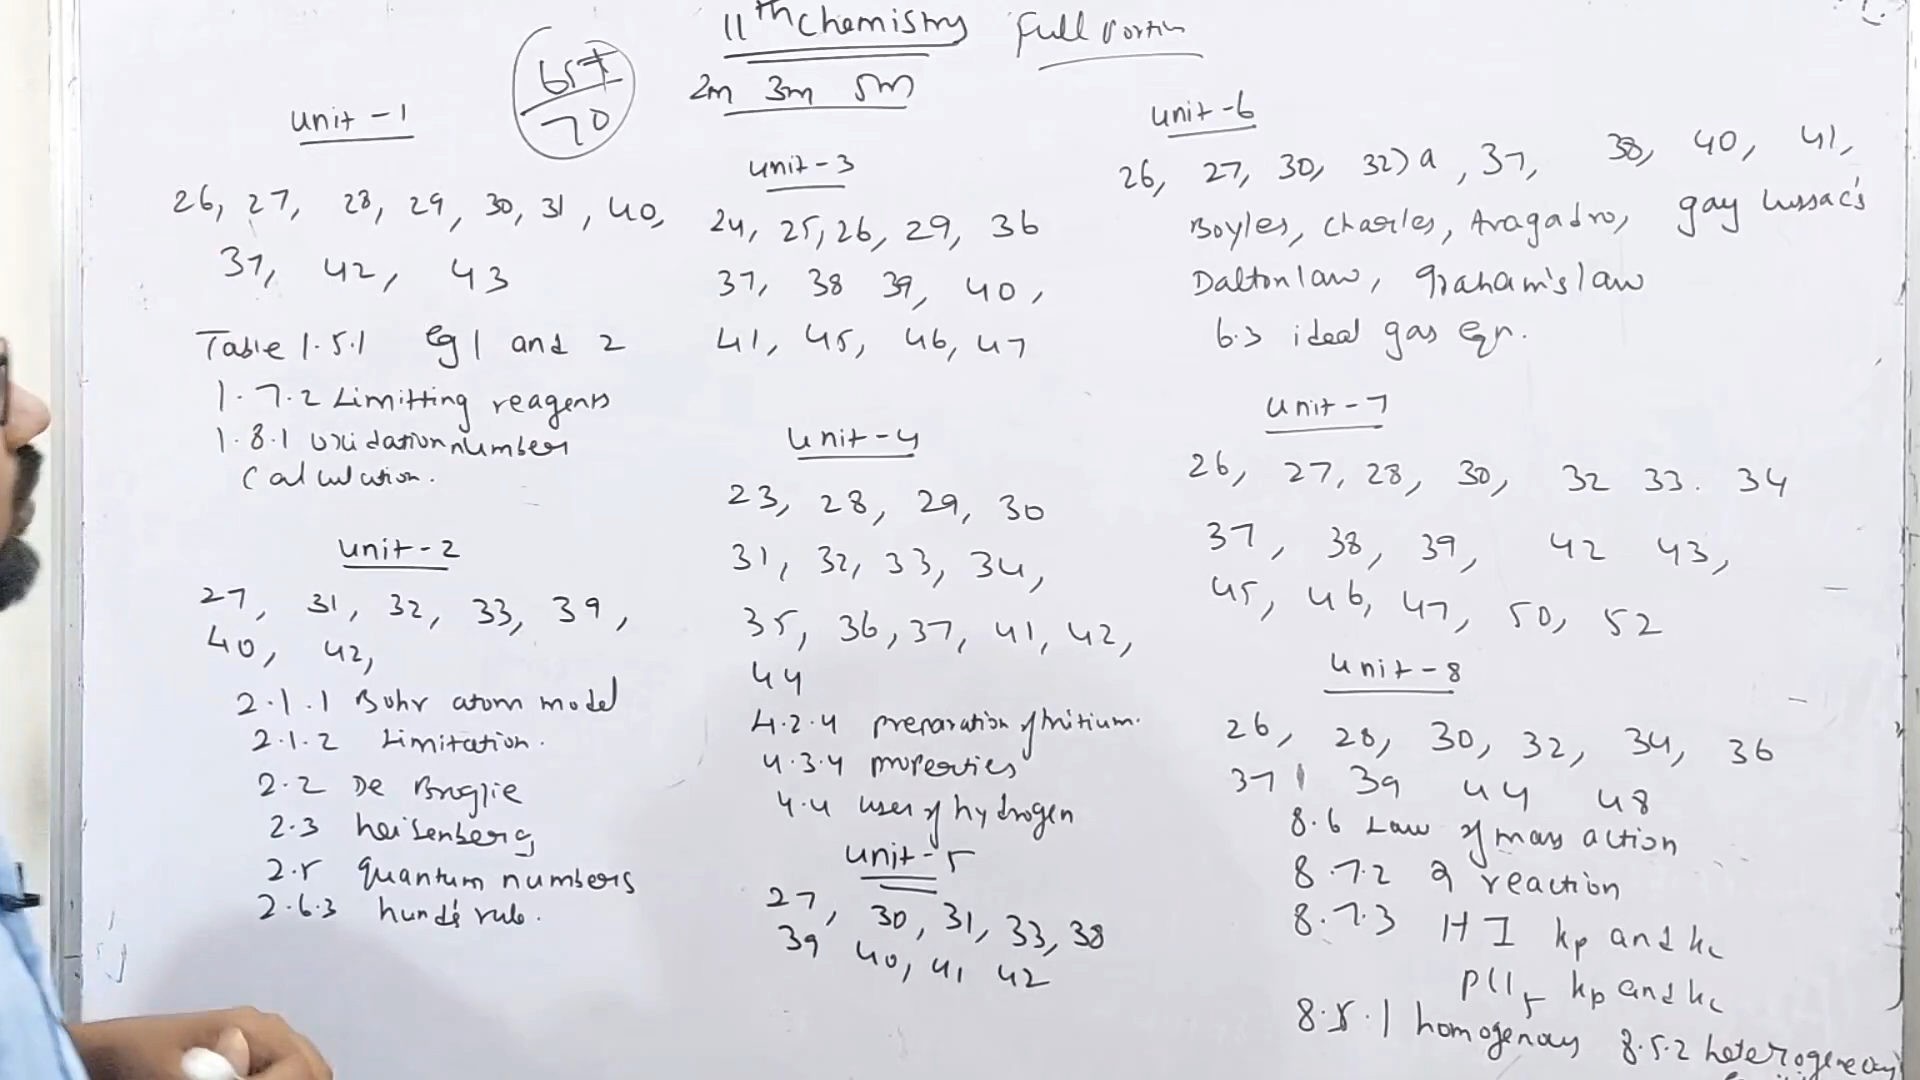 11th Chemistry Full Portion
2m 3m 5m
65+
70
Unit-1
26, 27, 28, 29, 30, 31, 40,
37, 42, 43
Table 1.5.1 eg 1 and 2
1.7.2 Limitting reagents
1.8.1 Oxidation number
Calculation.
Unit-2
27, 31, 32, 33, 39,
40, 42,
2.1.1 Bohr atom model
2.1.2 Limitation.
2.2 De Broglie
2.3 heisenberg
2.5 quantum numbers
2.6.3 hund's rule.
Unit-3
24, 25, 26, 29, 36
37, 38 39, 40,
41, 45, 46, 47
Unit-4
23, 28, 29, 30
31, 32, 33, 34,
35, 36, 37, 41, 42,
44
4.2.4 preparation of tritium.
4.3.4 properties
4.4 uses of hydrogen
Unit-5
27, 30, 31, 33, 38
39 40, 41 42
Unit-6
26, 27, 30, 32) a, 37, 38, 40, 41,
Boyles, Charles, Avagadro, gay lussac's
Dalton law, graham's law
6.3 ideal gas eqn.
Unit-7
26, 27, 28, 30, 32 33. 34
37, 38, 39, 42 43,
45, 46, 47, 50, 52
Unit-8
26, 28, 30, 32, 34, 36
37 39 44 48
8.6 Law of mass action
8.7.2 Q reaction
8.7.3 HI kp and kc
PCl5 kp and kc
8.5.1 homogenous 8.5.2 heterogeneous